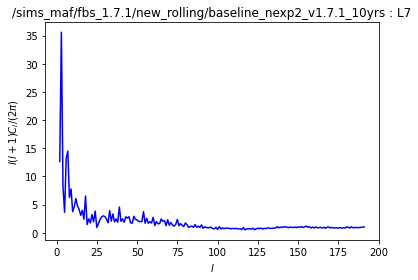 /sims_maf/fbs_1.7.1/new_rolling/baseline_nexp2_v1.7.1_10yrs : L7
35
30
25
20
15
10
5
0
l(l + 1)C_l/(2π)
0 25 50 75 100 125 150 175 200
l